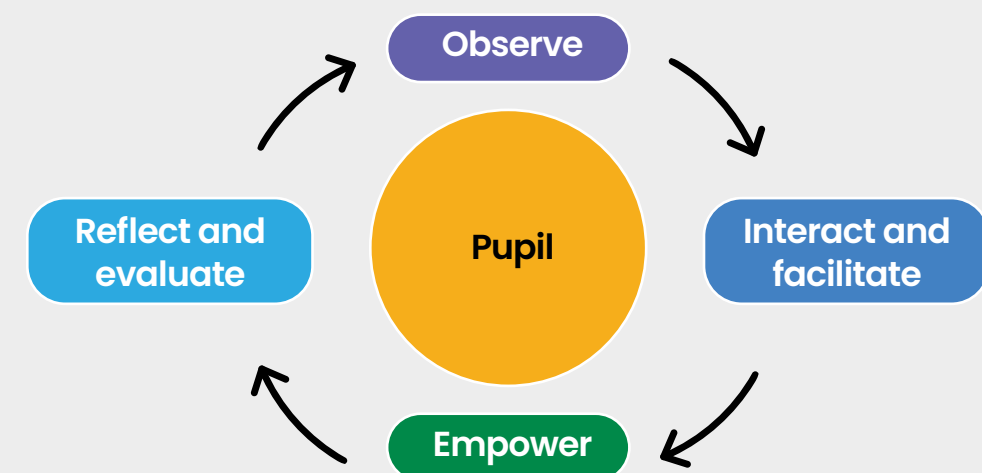 Observe
Reflect and
evaluate
Pupil
Interact and
facilitate
Empower